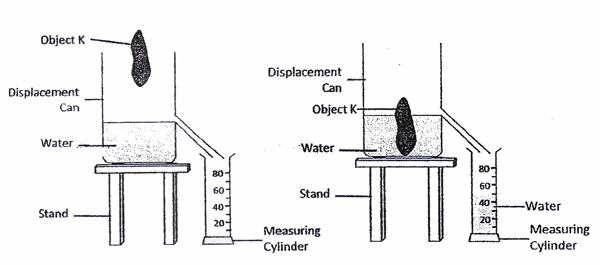 Object K
Displacement
Can
Water
Stand
80
60
40
20
Measuring
Cylinder
Displacement
Can
Object K
Water
Stand
80
60
40
20
Water
Measuring
Cylinder